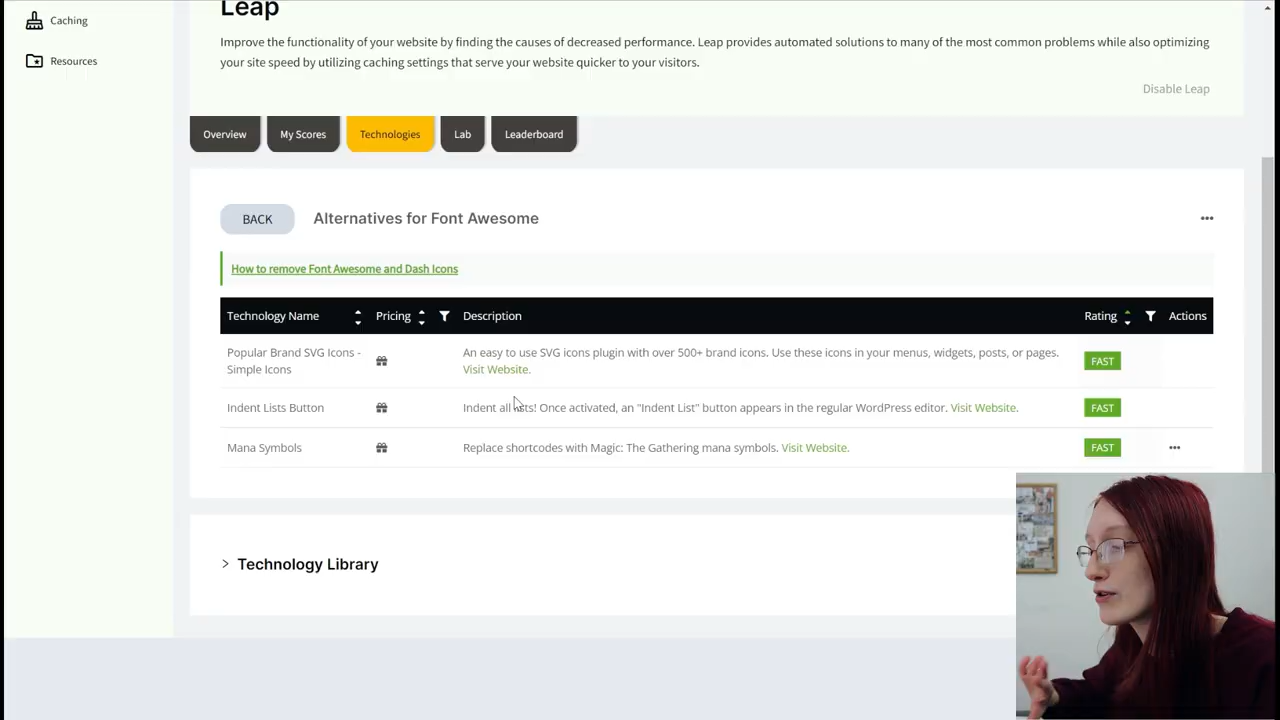 Leap
Caching
Resources
Improve the functionality of your website by finding the causes of decreased performance. Leap provides automated solutions to many of the most common problems while also optimizing
your site speed by utilizing caching settings that serve your website quicker to your visitors.
Disable Leap
Overview
My Scores
Technologies
Lab
Leaderboard
BACK
Alternatives for Font Awesome
How to remove Font Awesome and Dash Icons
Technology Name
Pricing
Description
Rating
Actions
Popular Brand SVG Icons -
Simple Icons
An easy to use SVG icons plugin with over 500+ brand icons. Use these icons in your menus, widgets, posts, or pages.
Visit Website.
FAST
Indent Lists Button
Indent all lists! Once activated, an "Indent List" button appears in the regular WordPress editor. Visit Website.
FAST
Mana Symbols
Replace shortcodes with Magic: The Gathering mana symbols. Visit Website.
FAST
Technology Library